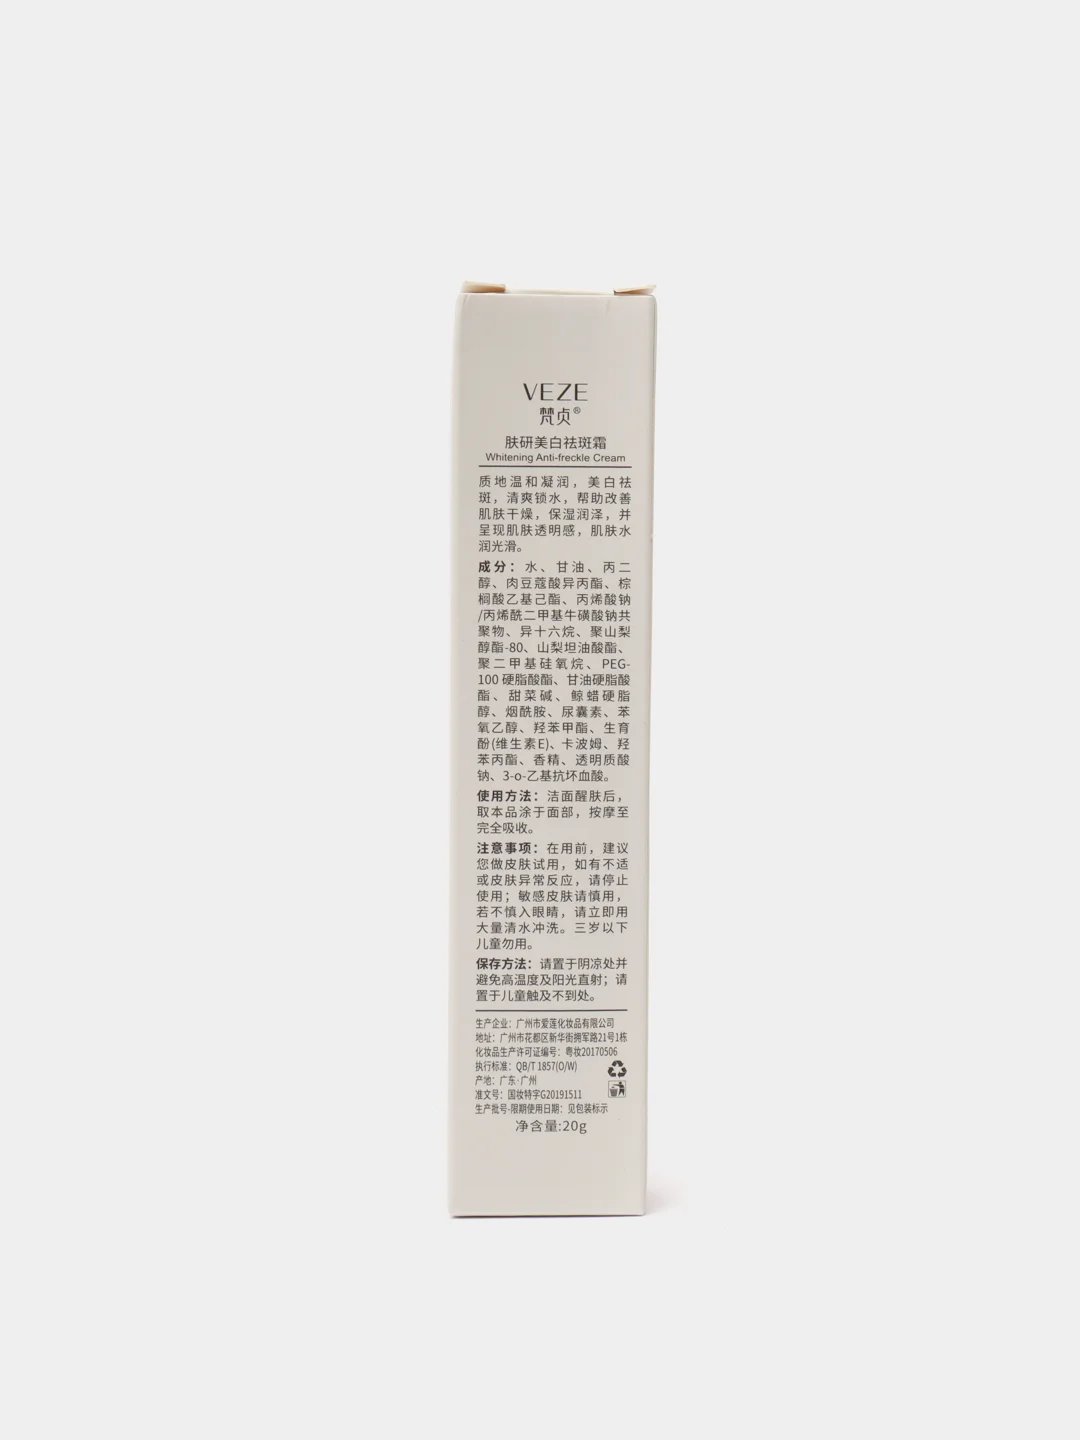 VEZE
梵贞®
肤研美白祛斑霜
Whitening Anti-freckle Cream
质地温和凝润，美白祛
斑，清爽锁水，帮助改善
肌肤干燥，保湿润泽，并
呈现肌肤透明感，肌肤水
润光滑。
成分：水、甘油、丙二
醇、肉豆蔻酸异丙酯、棕
榈酸乙基己酯、丙烯酸钠
/丙烯酰二甲基牛磺酸钠共
聚物、异十六烷、聚山梨
醇酯-80、山梨坦油酸酯、
聚二甲基硅氧烷、PEG-
100 硬脂酸酯、甘油硬脂酸
酯、甜菜碱、鲸蜡硬脂
醇、烟酰胺、尿囊素、苯
氧乙醇、羟苯甲酯、生育
酚(维生素E)、卡波姆、羟
苯丙酯、香精、透明质酸
钠、3-o-乙基抗坏血酸。
使用方法：洁面醒肤后，
取本品涂于面部，按摩至
完全吸收。
注意事项：在用前，建议
您做皮肤试用，如有不适
或皮肤异常反应，请停止
使用；敏感皮肤请慎用，
若不慎入眼睛，请立即用
大量清水冲洗。三岁以下
儿童勿用。
保存方法：请置于阴凉处并
避免高温度及阳光直射；请
置于儿童触及不到处。
生产企业：广州市爱莲化妆品有限公司
地址：广州市花都区新华街拥军路21号1栋
化妆品生产许可证编号：粤妆20170506
执行标准：QB/T 1857(O/W)
产地：广东·广州
准文号：国妆特字G20191511
生产批号·限期使用日期：见包装标示
净含量:20g